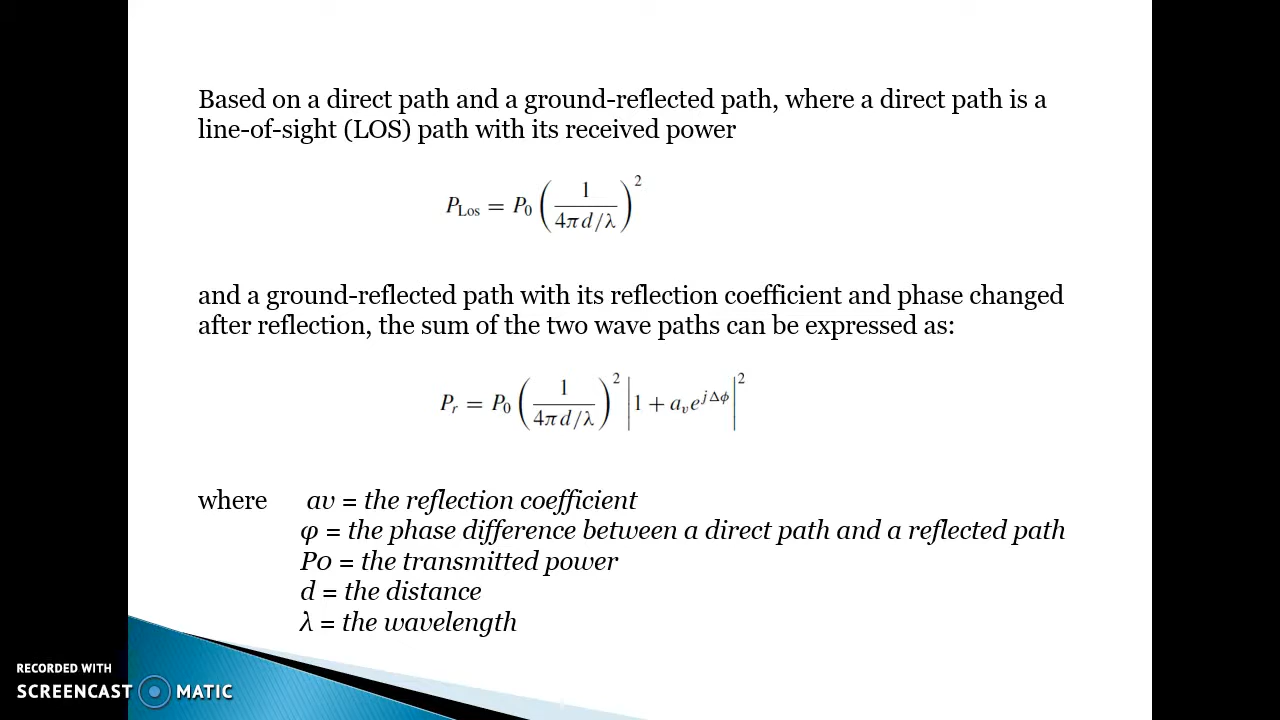 Based on a direct path and a ground-reflected path, where a direct path is a
line-of-sight (LOS) path with its received power
P_Los = P_0 (1 / (4πd/λ))^2
and a ground-reflected path with its reflection coefficient and phase changed
after reflection, the sum of the two wave paths can be expressed as:
P_r = P_0 (1 / (4πd/λ))^2 |1 + a_v e^{jΔϕ}|^2
where av = the reflection coefficient
φ = the phase difference between a direct path and a reflected path
P0 = the transmitted power
d = the distance
λ = the wavelength
RECORDED WITH
SCREENCAST MATIC